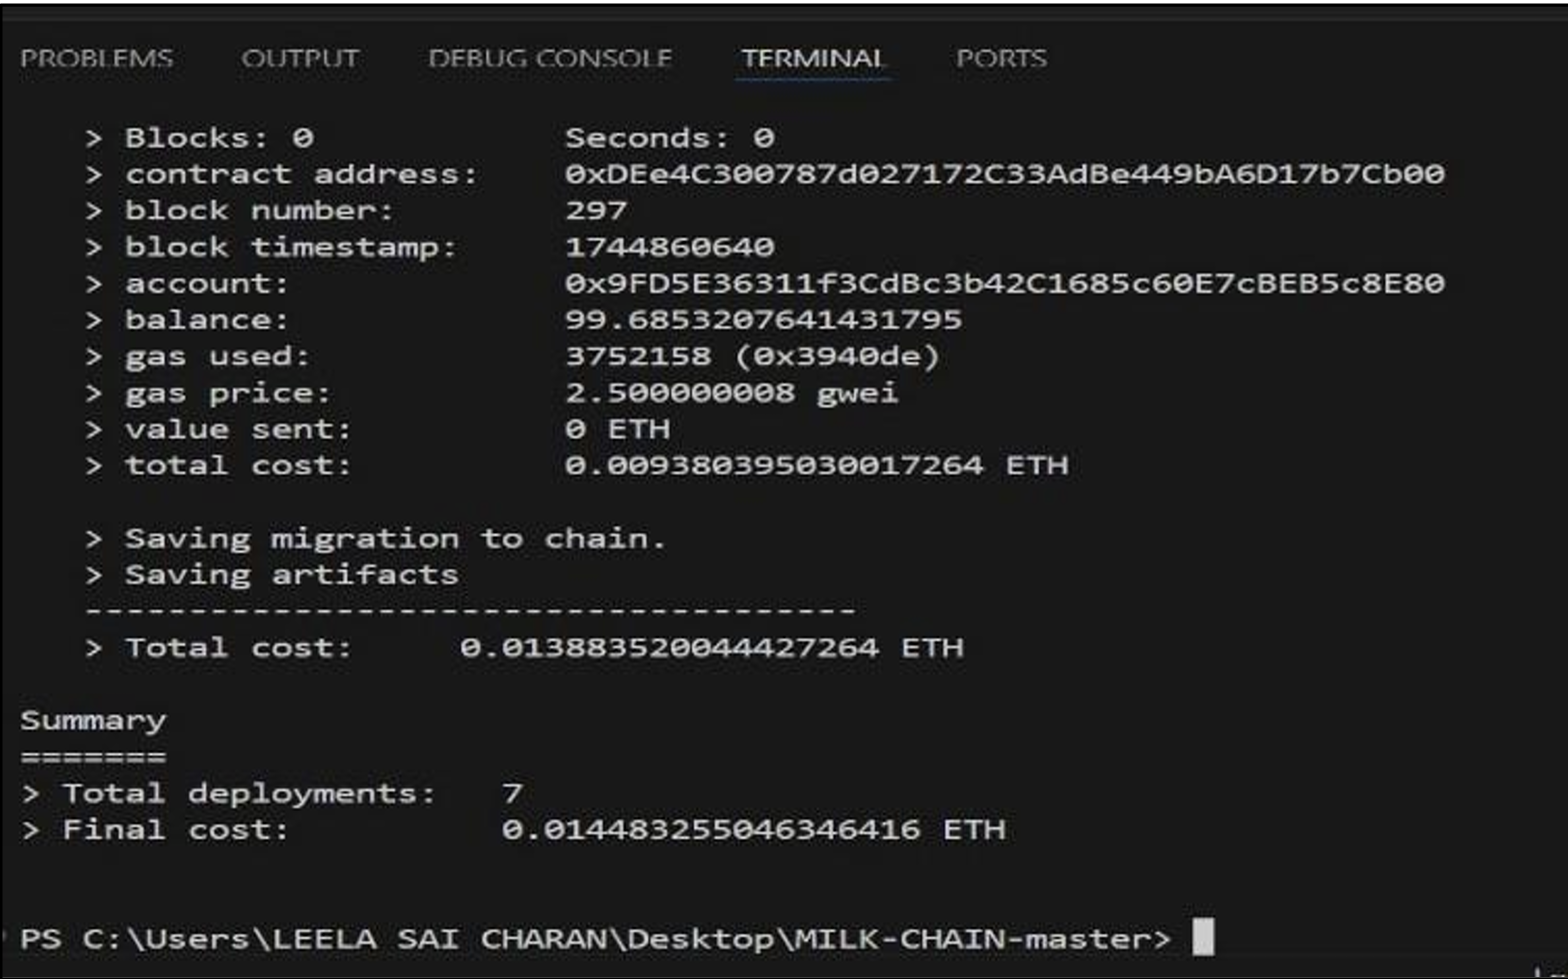 PROBLEMS OUTPUT DEBUG CONSOLE TERMINAL PORTS
> Blocks: 0 Seconds: 0
> contract address: 0xDEe4C300787d027172C33AdBe449bA6D17b7Cb00
> block number: 297
> block timestamp: 1744860640
> account: 0x9FD5E36311f3CdBc3b42C1685c60E7cBEB5c8E80
> balance: 99.6853207641431795
> gas used: 3752158 (0x3940de)
> gas price: 2.500000008 gwei
> value sent: 0 ETH
> total cost: 0.009380395030017264 ETH
> Saving migration to chain.
> Saving artifacts
-------------------------------------
> Total cost: 0.013883520044427264 ETH
Summary
=======
> Total deployments: 7
> Final cost: 0.014483255046346416 ETH
PS C:\Users\LEELA SAI CHARAN\Desktop\MILK-CHAIN-master>